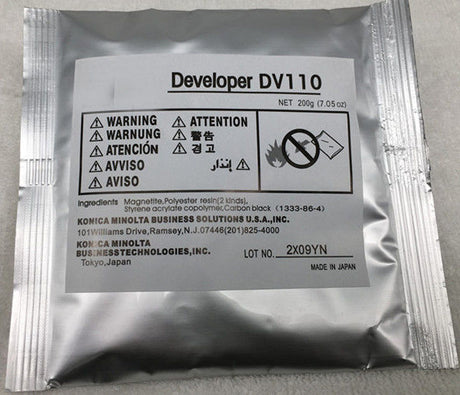 Developer DV110
NET 200g (7.05oz)
⚠ WARNING ⚠ ATTENTION
⚠ WARNUNG ⚠ 警告
⚠ ATENCIÓN ⚠ 경고
⚠ AVVISO ⚠ إنذار
⚠ AVISO
Ingredients Magnetite,Polyester resin(2 kinds),
Styrene acrylate copolymer,Carbon black (1333-86-4)
KONICA MINOLTA BUSINESS SOLUTIONS U.S.A.,INC.
101Williams Drive,Ramsey,N.J.07446(201)825-4000
KONICA MINOLTA
BUSINESSTECHNOLOGIES,INC.
Tokyo,Japan
LOT NO. 2X09YN
MADE IN JAPAN